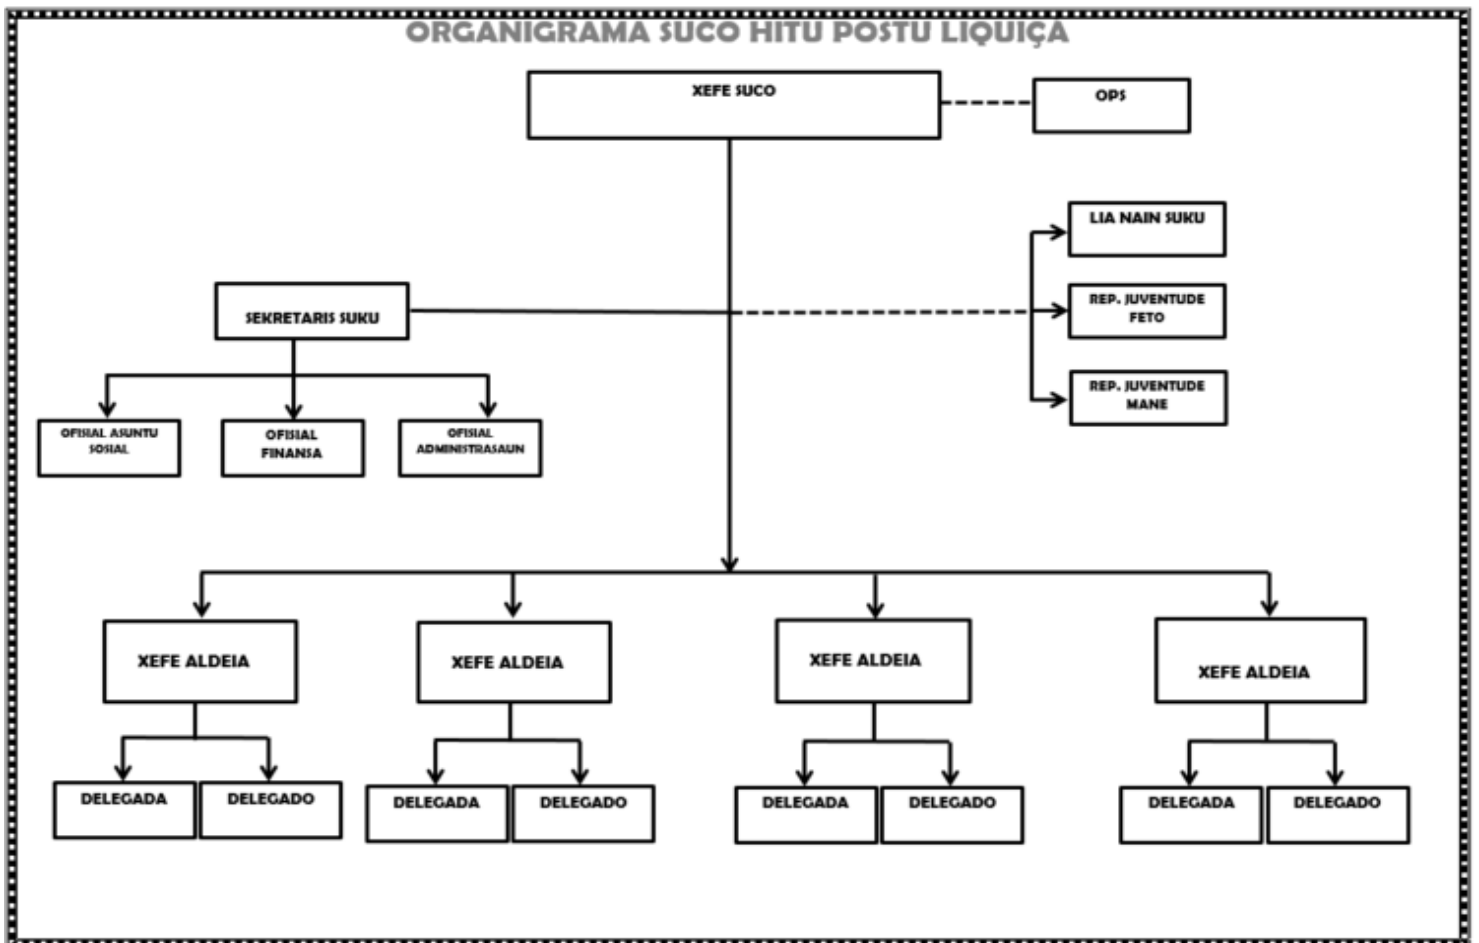 ORGANIGRAMA SUCO HITU POSTU LIQUIÇA
XEFE SUCO
OPS
LIA NAIN SUKU
SEKRETARIS SUKU
REP. JUVENTUDE
FETO
REP. JUVENTUDE
MANE
OFISIAL ASUNTU
SOSIAL
OFISIAL
FINANSA
OFISIAL
ADMINISTRASAUN
XEFE ALDEIA
XEFE ALDEIA
XEFE ALDEIA
XEFE ALDEIA
DELEGADA
DELEGADO
DELEGADA
DELEGADO
DELEGADA
DELEGADO
DELEGADA
DELEGADO